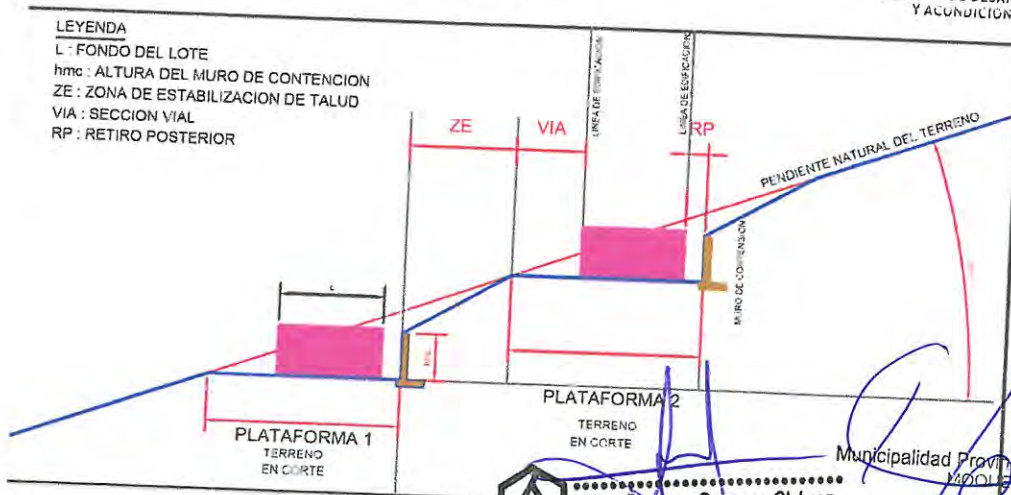 Y ACONDICION
LEYENDA
L : FONDO DEL LOTE
hmc : ALTURA DEL MURO DE CONTENCION
ZE : ZONA DE ESTABILIZACION DE TALUD
VIA : SECCION VIAL
RP : RETIRO POSTERIOR
ZE
VIA
LINEA DE EDIFICACION
LINEA DE EDIFICACION
RP
PENDIENTE NATURAL DEL TERRENO
MURO DE CONTENSION
L
PLATAFORMA 1
TERRENO
EN CORTE
PLATAFORMA 2
TERRENO
EN CORTE
Municipalidad Provin